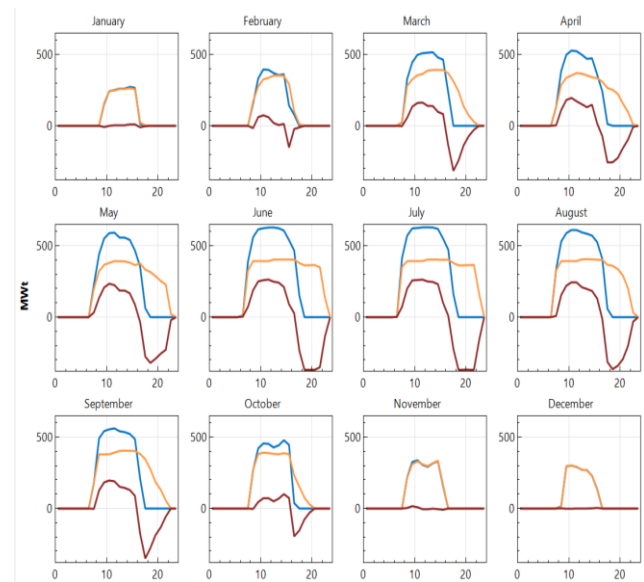 January February March April
500 500 500 500
0 0 0 0
0 10 20 0 10 20 0 10 20 0 10 20
May June July August
500 500 500 500
0 0 0 0
0 10 20 0 10 20 0 10 20 0 10 20
MWt
September October November December
500 500 500 500
0 0 0 0
0 10 20 0 10 20 0 10 20 0 10 20